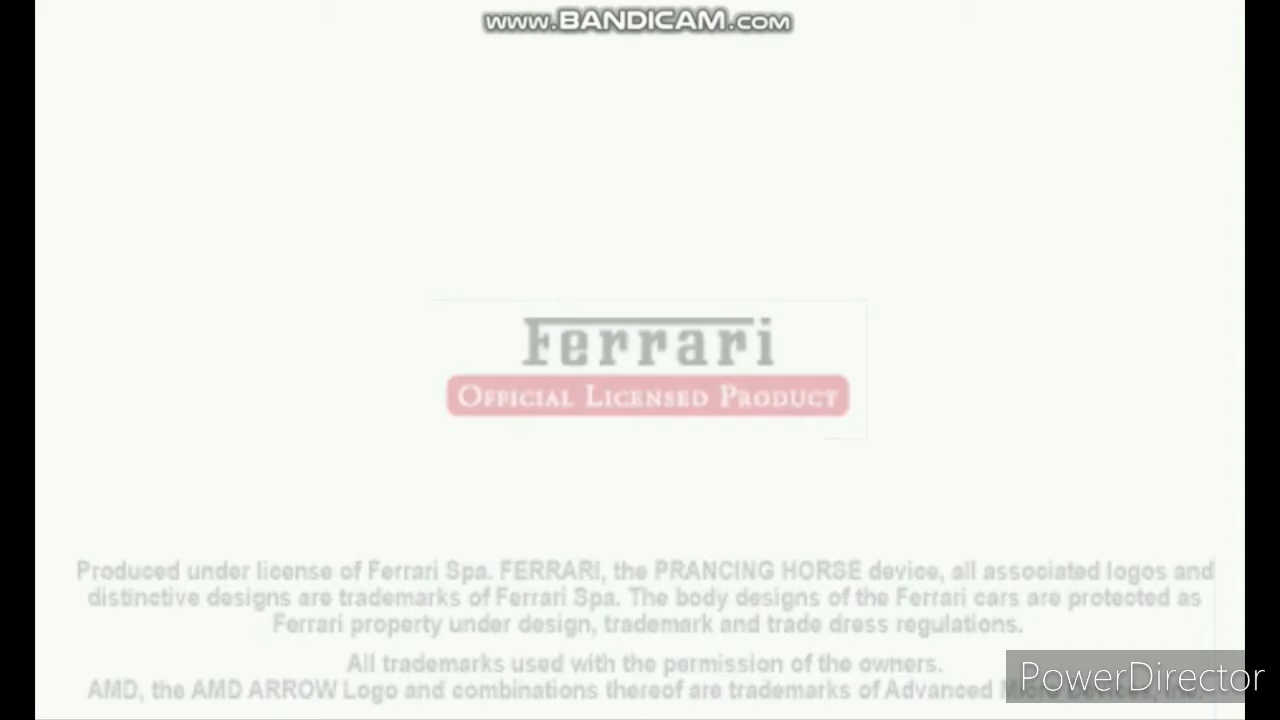 www.BANDICAM.com
Ferrari
OFFICIAL LICENSED PRODUCT
Produced under license of Ferrari Spa. FERRARI, the PRANCING HORSE device, all associated logos and
distinctive designs are trademarks of Ferrari Spa. The body designs of the Ferrari cars are protected as
Ferrari property under design, trademark and trade dress regulations.
All trademarks used with the permission of the owners.
AMD, the AMD ARROW Logo and combinations thereof are trademarks of Advanced
PowerDirector